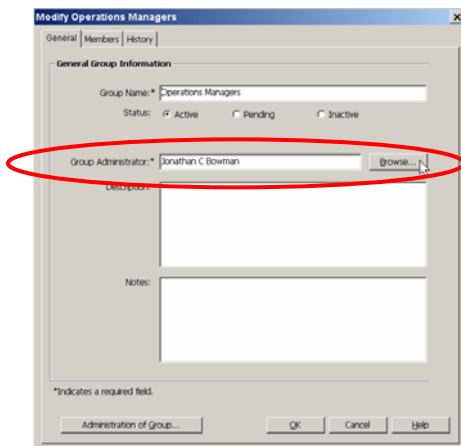 Modify Operations Managers
General Members History
General Group Information
Group Name:* Operations Managers
Status: Active Pending Inactive
Group Administrator:* Jonathan C Bowman Browse...
Description:
Notes:
*Indicates a required field.
Administration of Group... OK Cancel Help